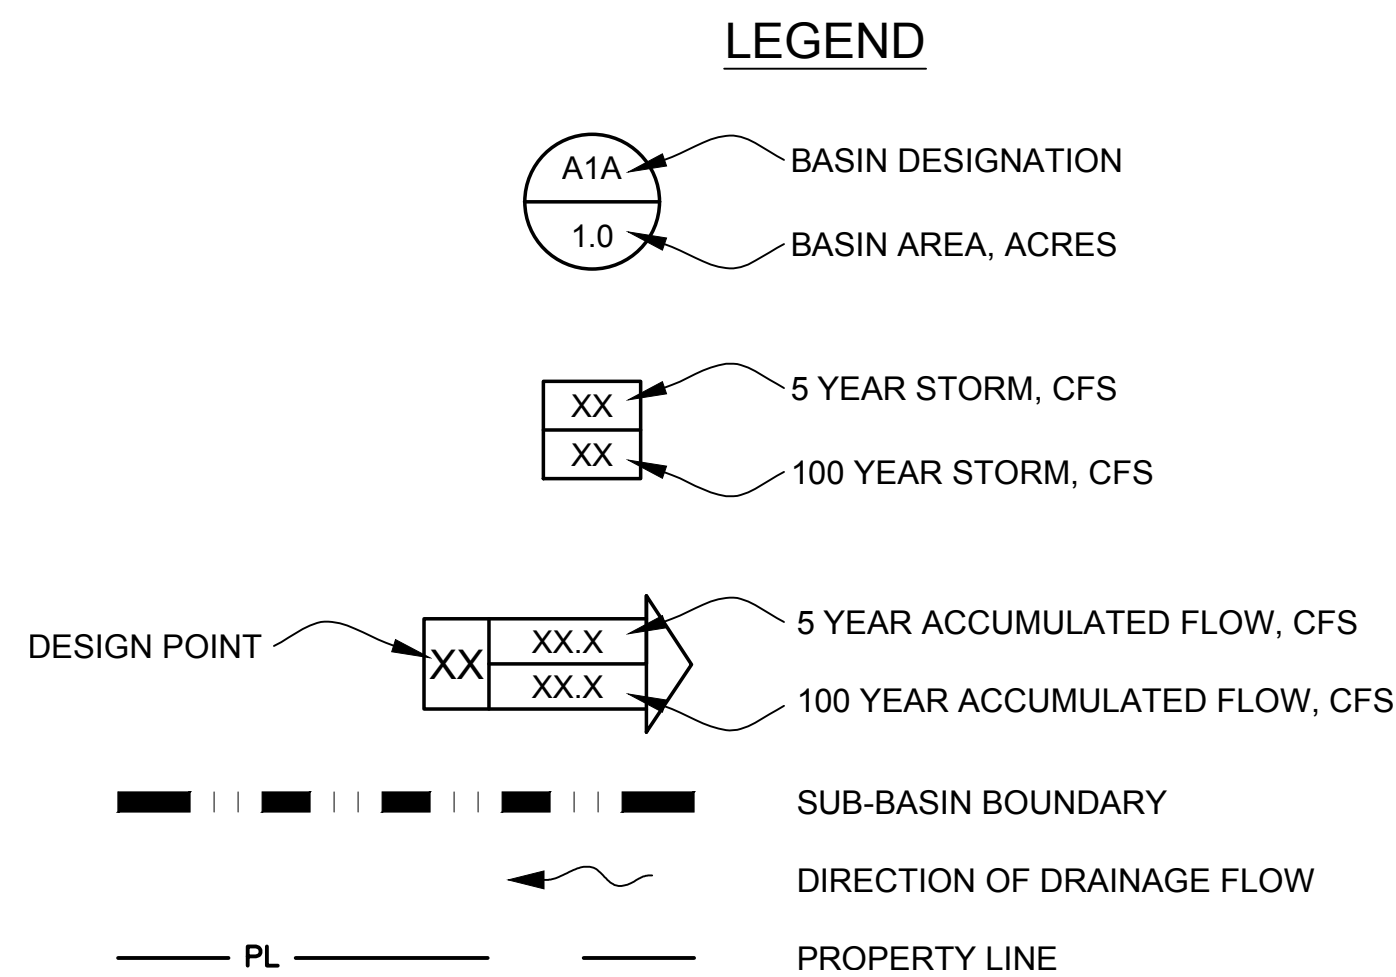 LEGEND
A1A
BASIN DESIGNATION
1.0
BASIN AREA, ACRES
XX
5 YEAR STORM, CFS
XX
100 YEAR STORM, CFS
DESIGN POINT
XX
XX.X
5 YEAR ACCUMULATED FLOW, CFS
XX.X
100 YEAR ACCUMULATED FLOW, CFS
SUB-BASIN BOUNDARY
DIRECTION OF DRAINAGE FLOW
PL
PROPERTY LINE